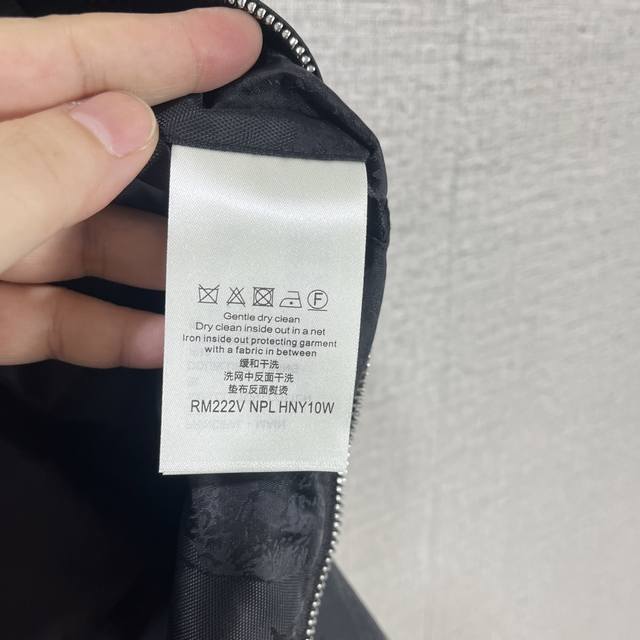 Gentle dry clean
Dry clean inside out in a net
Iron inside out protecting garment
with a fabric in between
缓和干洗
洗网中反面干洗
垫布反面熨烫
RM222V NPL HNY10W